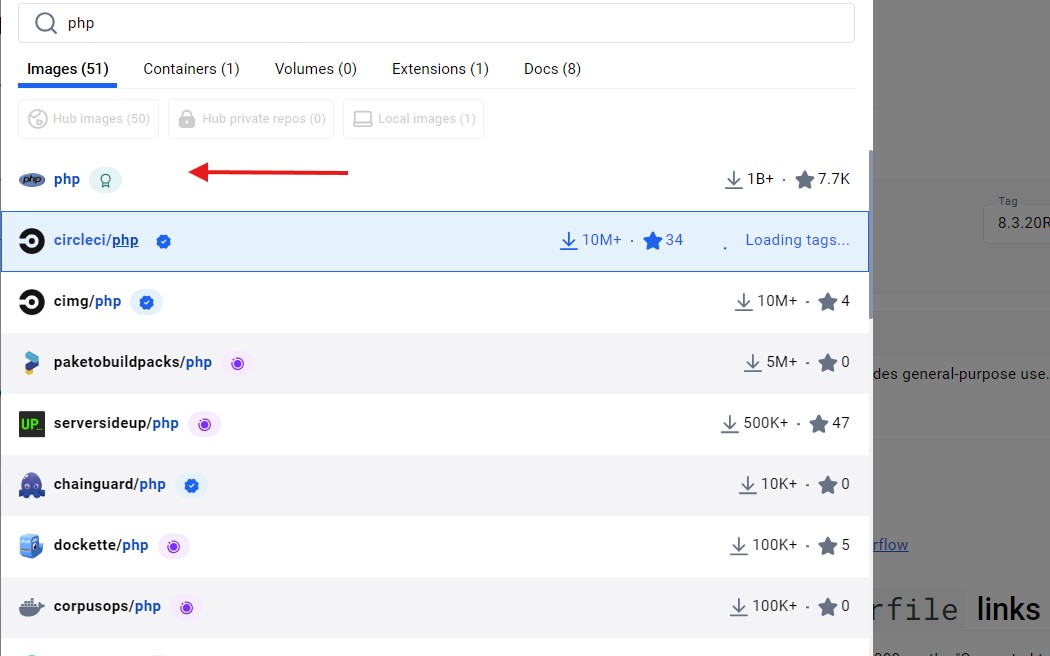 php
Images (51) Containers (1) Volumes (0) Extensions (1) Docs (8)
Hub images (50) Hub private repos (0) Local images (1)
php php 1B+ · 7.7K
Tag
8.3.20R
circleci/php 10M+ · 34 Loading tags...
cimg/php 10M+ · 4
paketobuildpacks/php 5M+ · 0
des general-purpose use.
UP_ serversideup/php 500K+ · 47
chainguard/php 10K+ · 0
dockette/php 100K+ · 5
rflow
corpusops/php 100K+ · 0
rfile links